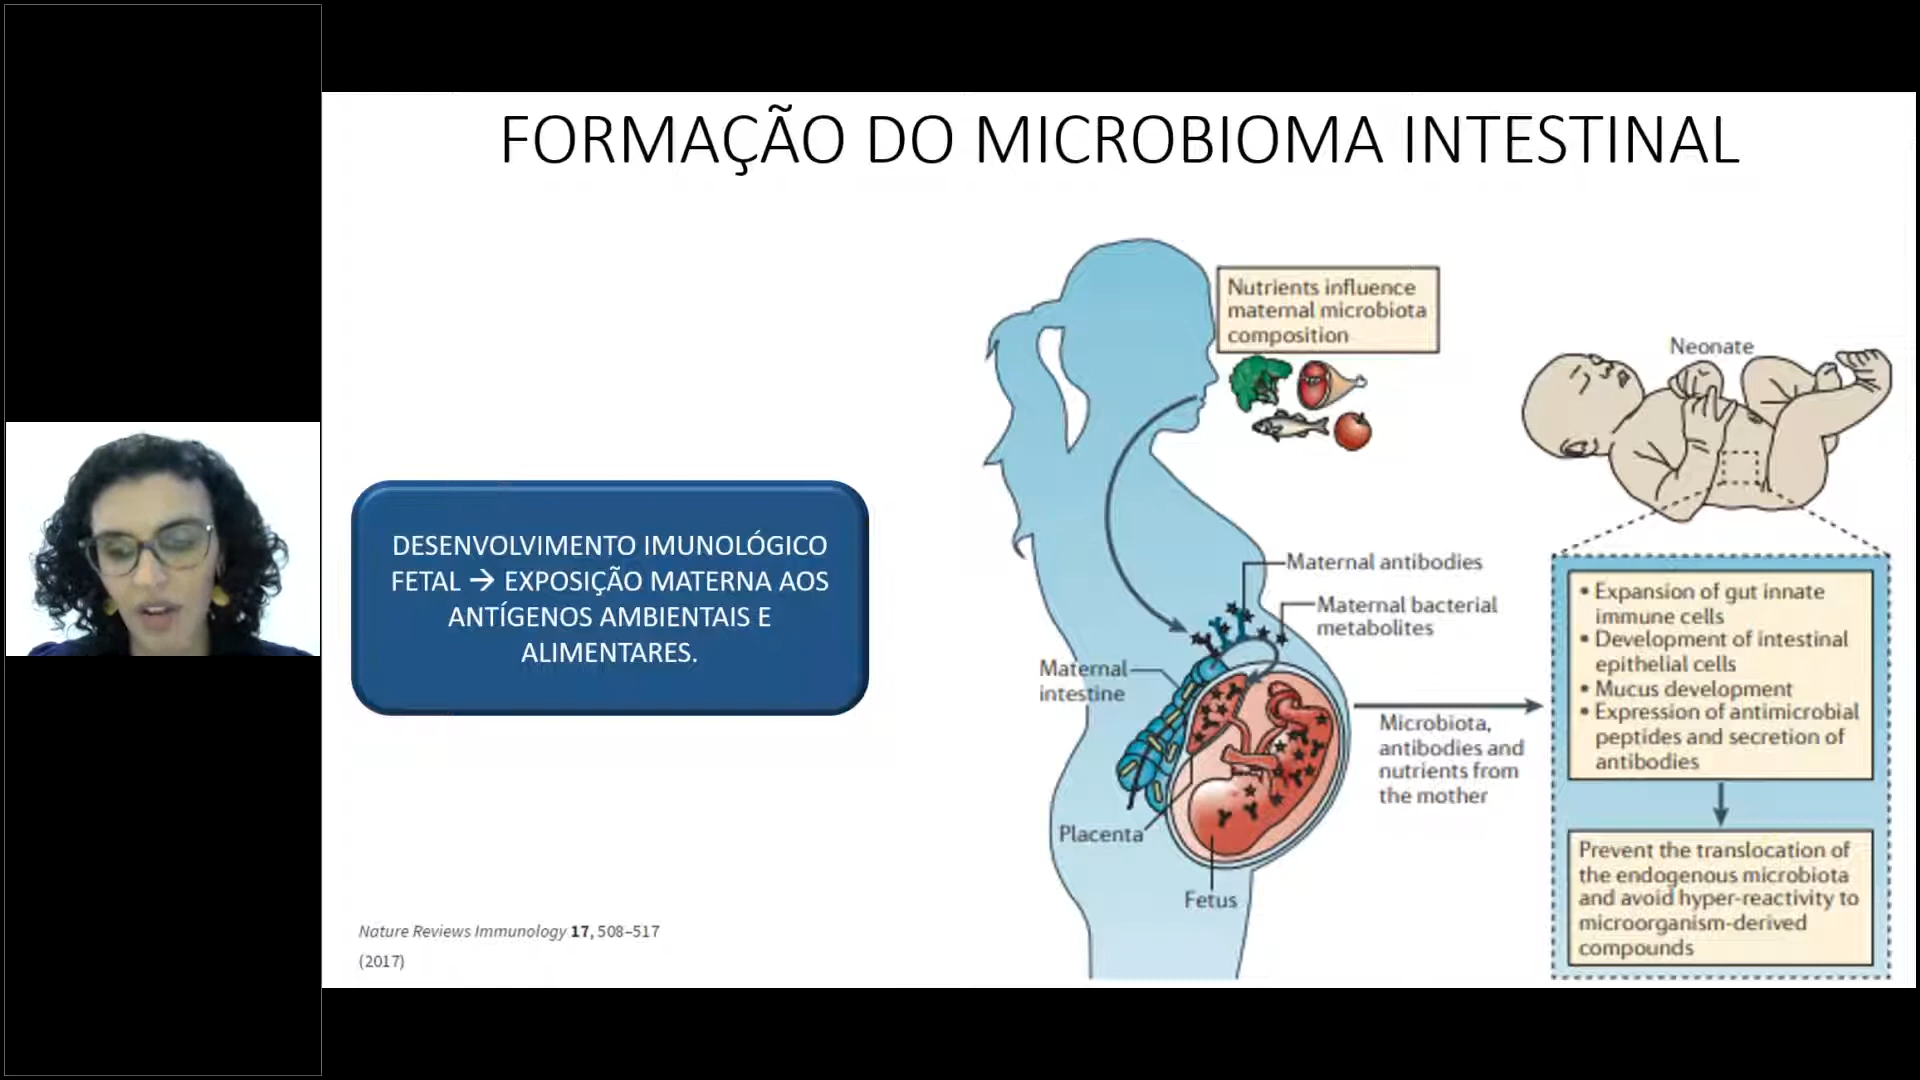 FORMAÇÃO DO MICROBIOMA INTESTINAL
DESENVOLVIMENTO IMUNOLÓGICO
FETAL → EXPOSIÇÃO MATERNA AOS
ANTÍGENOS AMBIENTAIS E
ALIMENTARES.
Nutrients influence
maternal microbiota
composition
Maternal antibodies
Maternal bacterial
metabolites
Maternal
intestine
Placenta
Fetus
Microbiota,
antibodies and
nutrients from
the mother
Neonate
• Expansion of gut innate
immune cells
• Development of intestinal
epithelial cells
• Mucus development
• Expression of antimicrobial
peptides and secretion of
antibodies
Prevent the translocation of
the endogenous microbiota
and avoid hyper-reactivity to
microorganism-derived
compounds
Nature Reviews Immunology 17, 508–517
(2017)